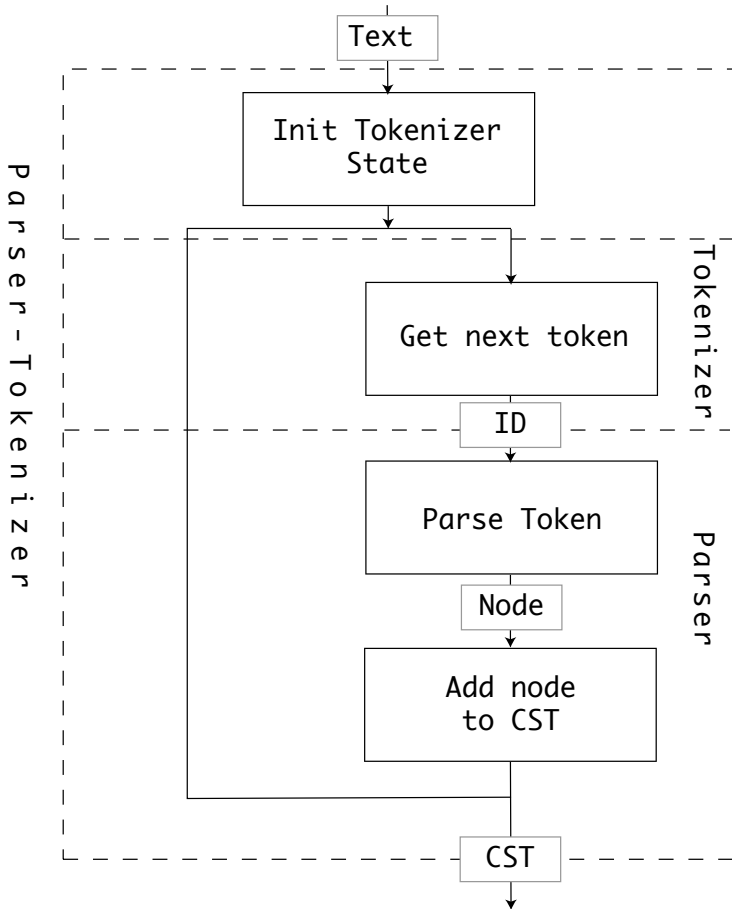 Text
Init Tokenizer
State
Parser-Tokenizer
Tokenizer
Get next token
ID
Parse Token
Parser
Node
Add node
to CST
CST